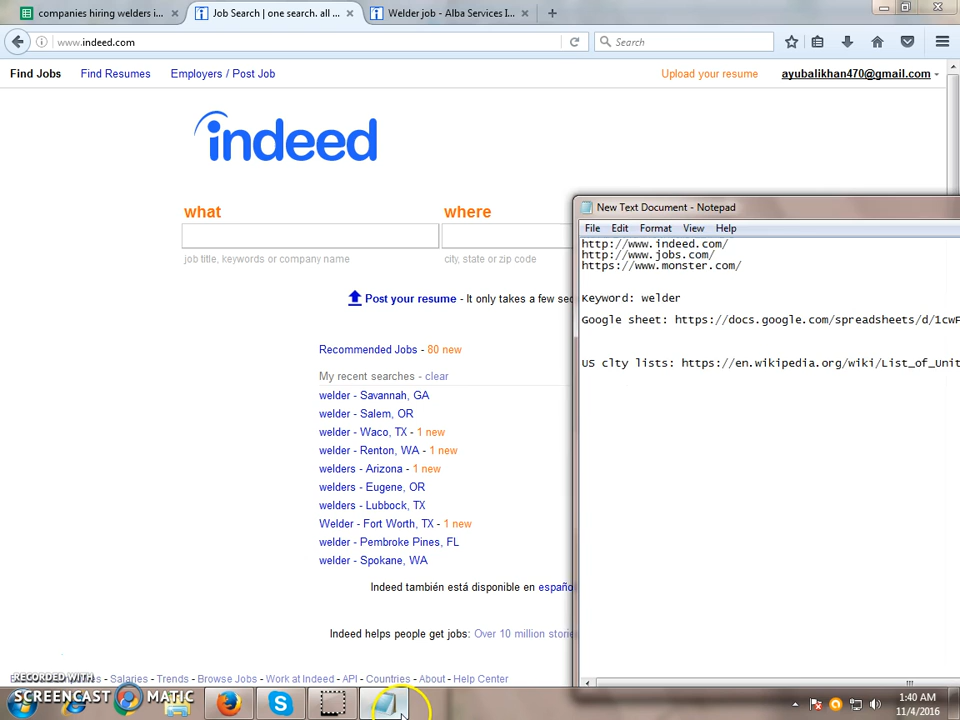 companies hiring welders i...
Job Search | one search. all ...
Welder job - Alba Services I...
www.indeed.com
Search
Find Jobs
Find Resumes
Employers / Post Job
Upload your resume
ayubalikhan470@gmail.com
indeed
what
where
job title, keywords or company name
city, state or zip code
Post your resume - It only takes a few sec
Recommended Jobs - 80 new
My recent searches - clear
welder - Savannah, GA
welder - Salem, OR
welder - Waco, TX - 1 new
welder - Renton, WA - 1 new
welders - Arizona - 1 new
welders - Eugene, OR
welders - Lubbock, TX
Welder - Fort Worth, TX - 1 new
welder - Pembroke Pines, FL
welder - Spokane, WA
Indeed también está disponible en español
Indeed helps people get jobs: Over 10 million storie
Salaries - Trends - Browse Jobs - Work at Indeed - API - Countries - About - Help Center
New Text Document - Notepad
File Edit Format View Help
http://www.indeed.com/
http://www.jobs.com/
https://www.monster.com/
Keyword: welder
Google sheet: https://docs.google.com/spreadsheets/d/1cwF
US clty lists: https://en.wikipedia.org/wiki/List_of_Unit
RECORDED WITH
SCREENCAST MATIC
1:40 AM
11/4/2016